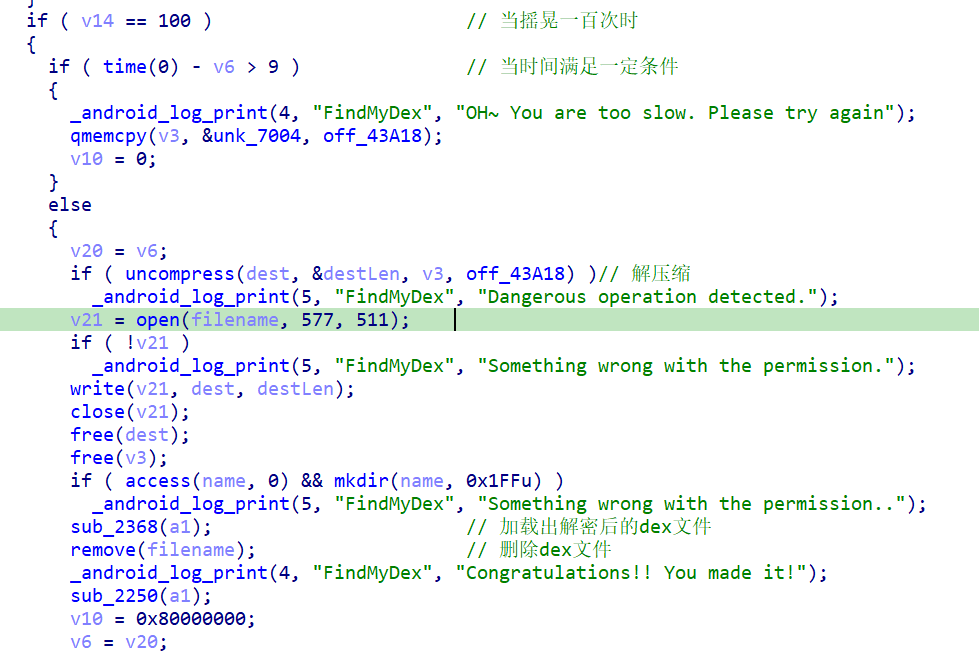 }
if ( v14 == 100 ) // 当摇晃一百次时
{
if ( time(0) - v6 > 9 ) // 当时间满足一定条件
{
_android_log_print(4, "FindMyDex", "OH~ You are too slow. Please try again");
qmemcpy(v3, &unk_7004, off_43A18);
v10 = 0;
}
else
{
v20 = v6;
if ( uncompress(dest, &destLen, v3, off_43A18) )// 解压缩
_android_log_print(5, "FindMyDex", "Dangerous operation detected.");
v21 = open(filename, 577, 511);
if ( !v21 )
_android_log_print(5, "FindMyDex", "Something wrong with the permission.");
write(v21, dest, destLen);
close(v21);
free(dest);
free(v3);
if ( access(name, 0) && mkdir(name, 0x1FFu) )
_android_log_print(5, "FindMyDex", "Something wrong with the permission..");
sub_2368(a1); // 加载出解密后的dex文件
remove(filename); // 删除dex文件
_android_log_print(4, "FindMyDex", "Congratulations!! You made it!");
sub_2250(a1);
v10 = 0x80000000;
v6 = v20;